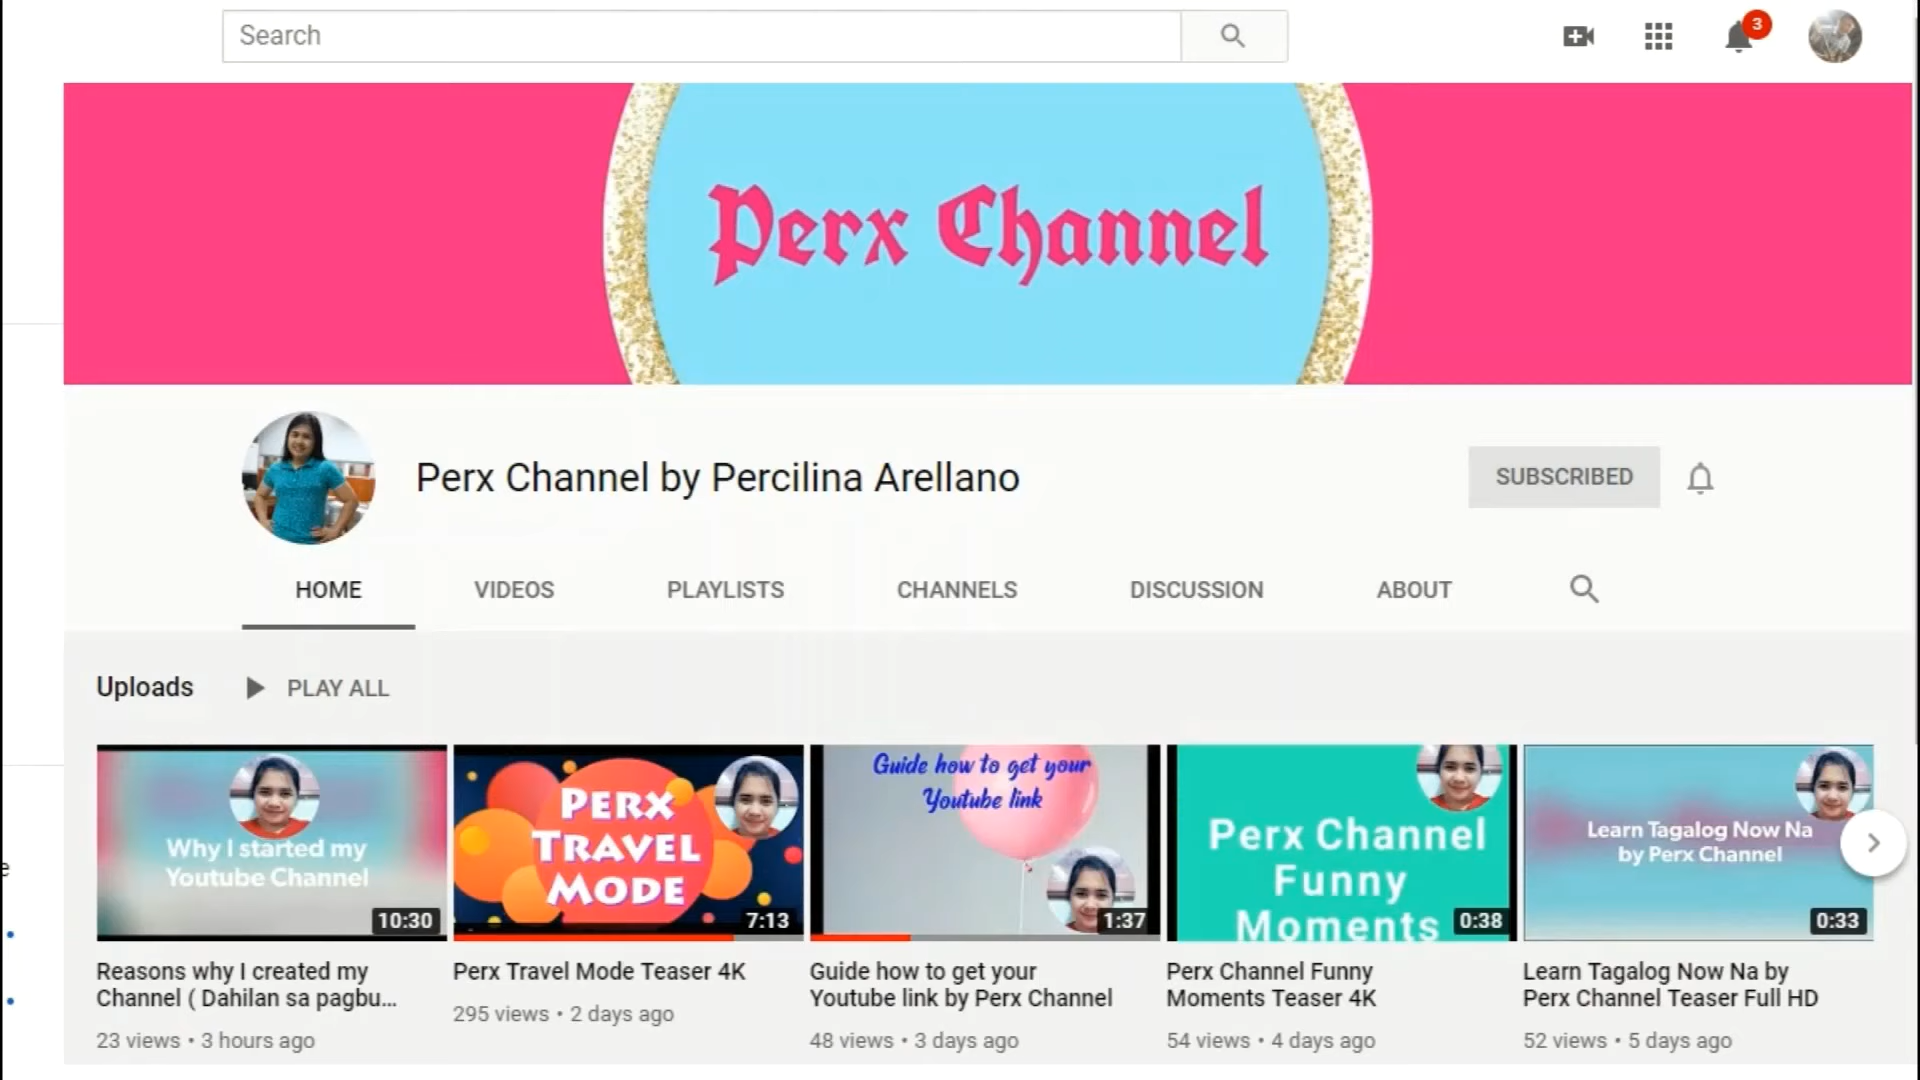 Search
3
Perx Channel
Perx Channel by Percilina Arellano
SUBSCRIBED
HOME
VIDEOS
PLAYLISTS
CHANNELS
DISCUSSION
ABOUT
Uploads
PLAY ALL
Why I started my
Youtube Channel
10:30
PERX
TRAVEL
MODE
7:13
Guide how to get your
Youtube link
1:37
Perx Channel
Funny
Moments
0:38
Learn Tagalog Now Na
by Perx Channel
0:33
Reasons why I created my
Channel ( Dahilan sa pagbu...
23 views • 3 hours ago
Perx Travel Mode Teaser 4K
295 views • 2 days ago
Guide how to get your
Youtube link by Perx Channel
48 views • 3 days ago
Perx Channel Funny
Moments Teaser 4K
54 views • 4 days ago
Learn Tagalog Now Na by
Perx Channel Teaser Full HD
52 views • 5 days ago